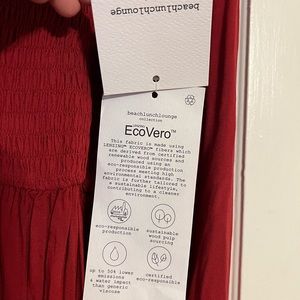 beachlunchlounge
beachlunchlounge
collection
EcoVero™
This fabric is made using
LENZING™ ECOVERO™ fibers which
are derived from certified
renewable wood sources and
produced using an
eco-responsible production
process meeting high
environmental standards. The
fabric is further tailored to
a sustainable lifestyle,
contributing to a cleaner
environment.
eco-responsible
production
sustainable
wood pulp
sourcing
up to 50% lower
emissions
& water impact
than generic
viscose
certified
eco-responsible